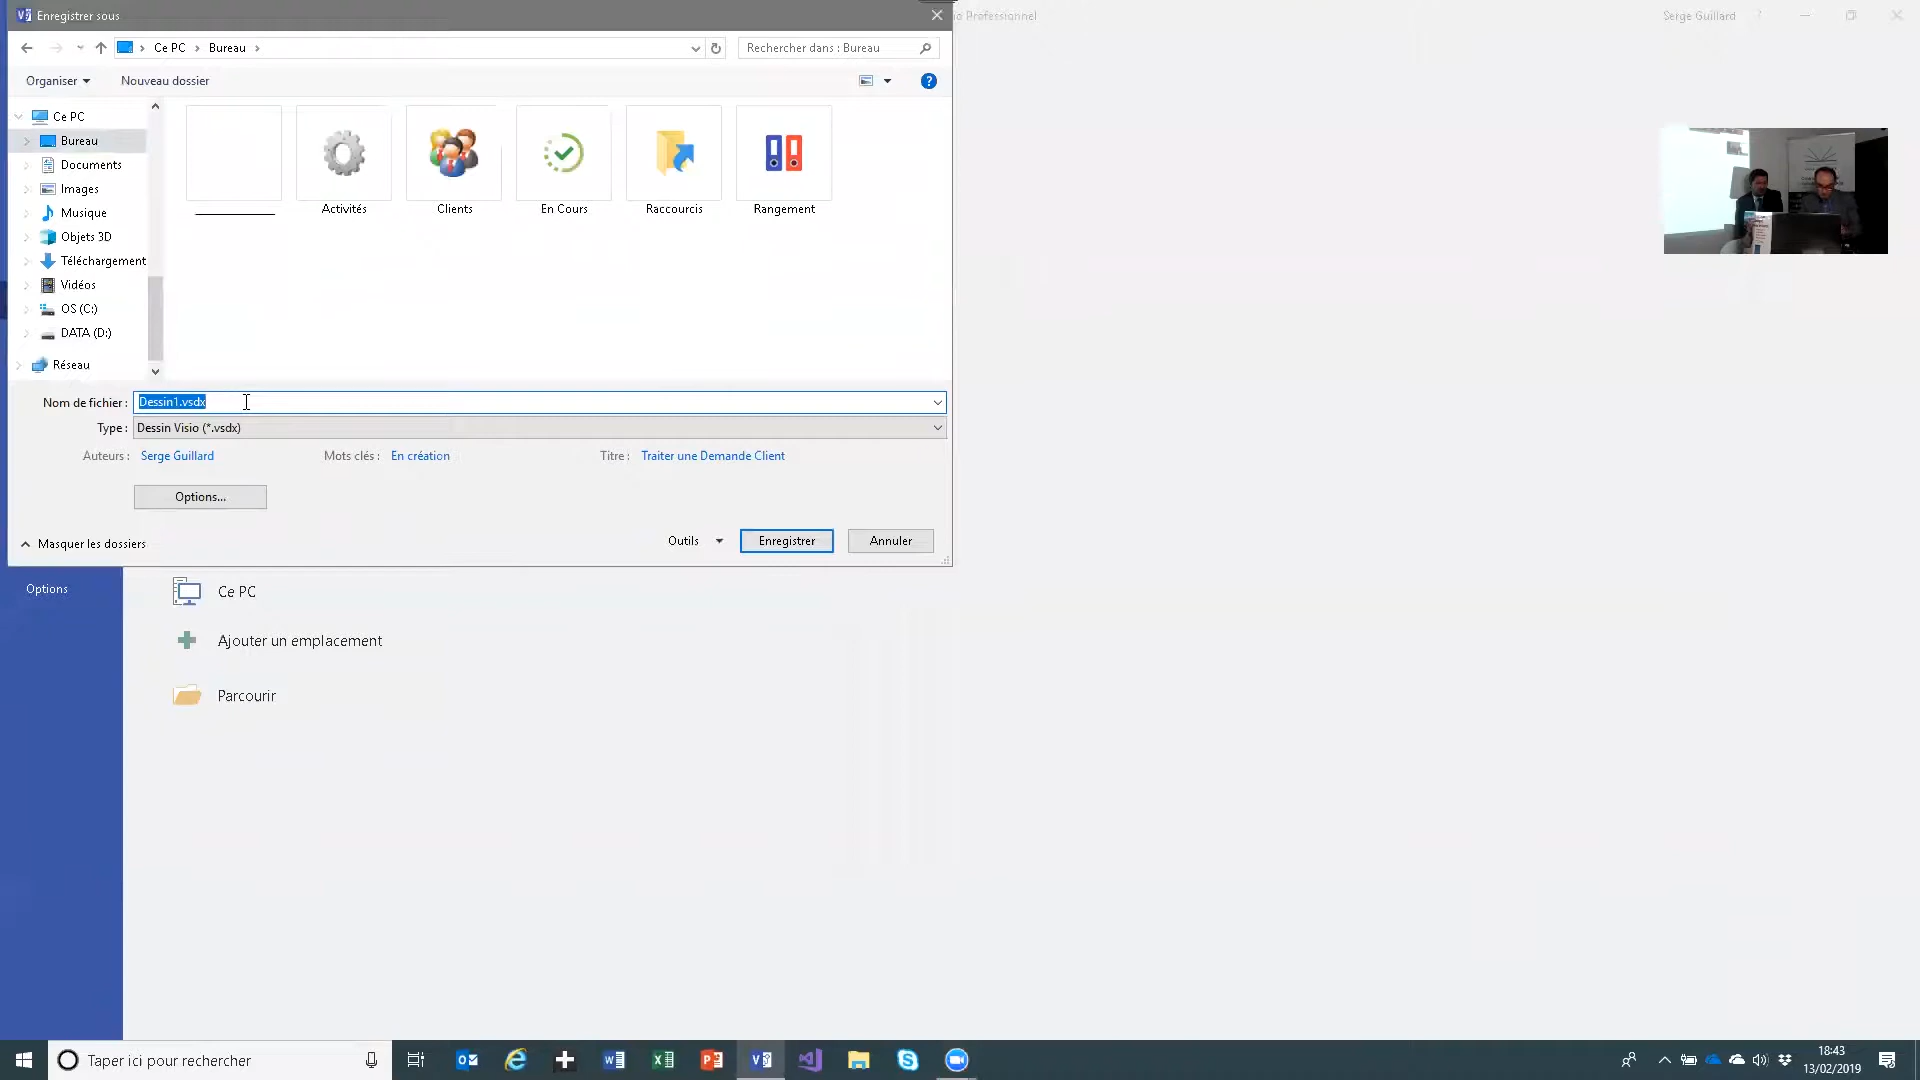 Enregistrer sous
io Professionnel
Serge Guillard
?
Ce PC > Bureau >
Rechercher dans : Bureau
Organiser
Nouveau dossier
?
Ce PC
Bureau
Documents
Images
Musique
Objets 3D
Téléchargement
Vidéos
OS (C:)
DATA (D:)
Réseau
Activités
Clients
En Cours
Raccourcis
Rangement
Nom de fichier : Dessin1.vsdx
Type : Dessin Visio (*.vsdx)
Auteurs : Serge Guillard
Mots clés : En création
Titre : Traiter une Demande Client
Options...
Masquer les dossiers
Outils
Enregistrer
Annuler
Options
Ce PC
Ajouter un emplacement
Parcourir
Taper ici pour rechercher
18:43
13/02/2019